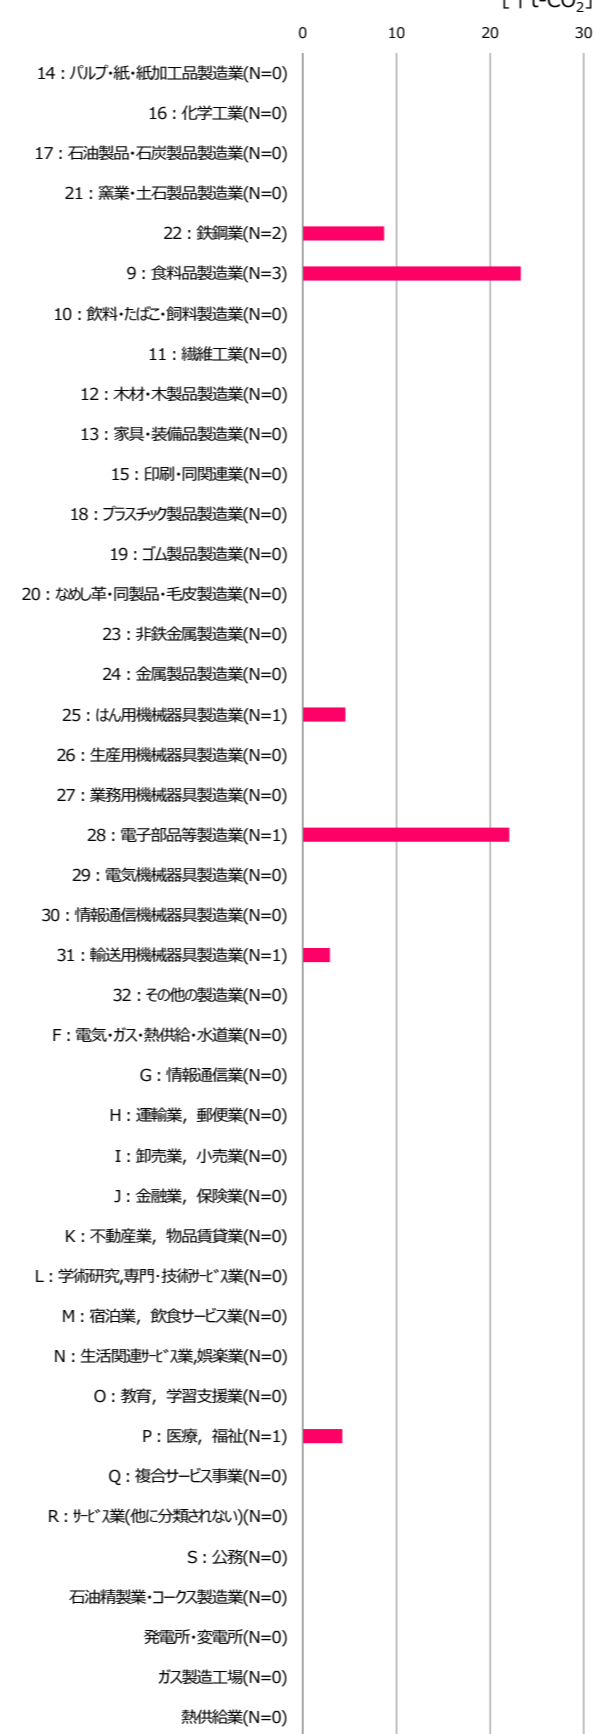 [千t-CO₂]
0 10 20 30
14：パルプ・紙・紙加工品製造業(N=0)
16：化学工業(N=0)
17：石油製品・石炭製品製造業(N=0)
21：窯業・土石製品製造業(N=0)
22：鉄鋼業(N=2)
9：食料品製造業(N=3)
10：飲料・たばこ・飼料製造業(N=0)
11：繊維工業(N=0)
12：木材・木製品製造業(N=0)
13：家具・装備品製造業(N=0)
15：印刷・同関連業(N=0)
18：プラスチック製品製造業(N=0)
19：ゴム製品製造業(N=0)
20：なめし革・同製品・毛皮製造業(N=0)
23：非鉄金属製造業(N=0)
24：金属製品製造業(N=0)
25：はん用機械器具製造業(N=1)
26：生産用機械器具製造業(N=0)
27：業務用機械器具製造業(N=0)
28：電子部品等製造業(N=1)
29：電気機械器具製造業(N=0)
30：情報通信機械器具製造業(N=0)
31：輸送用機械器具製造業(N=1)
32：その他の製造業(N=0)
F：電気・ガス・熱供給・水道業(N=0)
G：情報通信業(N=0)
H：運輸業，郵便業(N=0)
I：卸売業，小売業(N=0)
J：金融業，保険業(N=0)
K：不動産業，物品賃貸業(N=0)
L：学術研究,専門・技術ｻｰﾋﾞｽ業(N=0)
M：宿泊業，飲食サービス業(N=0)
N：生活関連ｻｰﾋﾞｽ業,娯楽業(N=0)
O：教育，学習支援業(N=0)
P：医療，福祉(N=1)
Q：複合サービス事業(N=0)
R：ｻｰﾋﾞｽ業(他に分類されない)(N=0)
S：公務(N=0)
石油精製業・コークス製造業(N=0)
発電所・変電所(N=0)
ガス製造工場(N=0)
熱供給業(N=0)